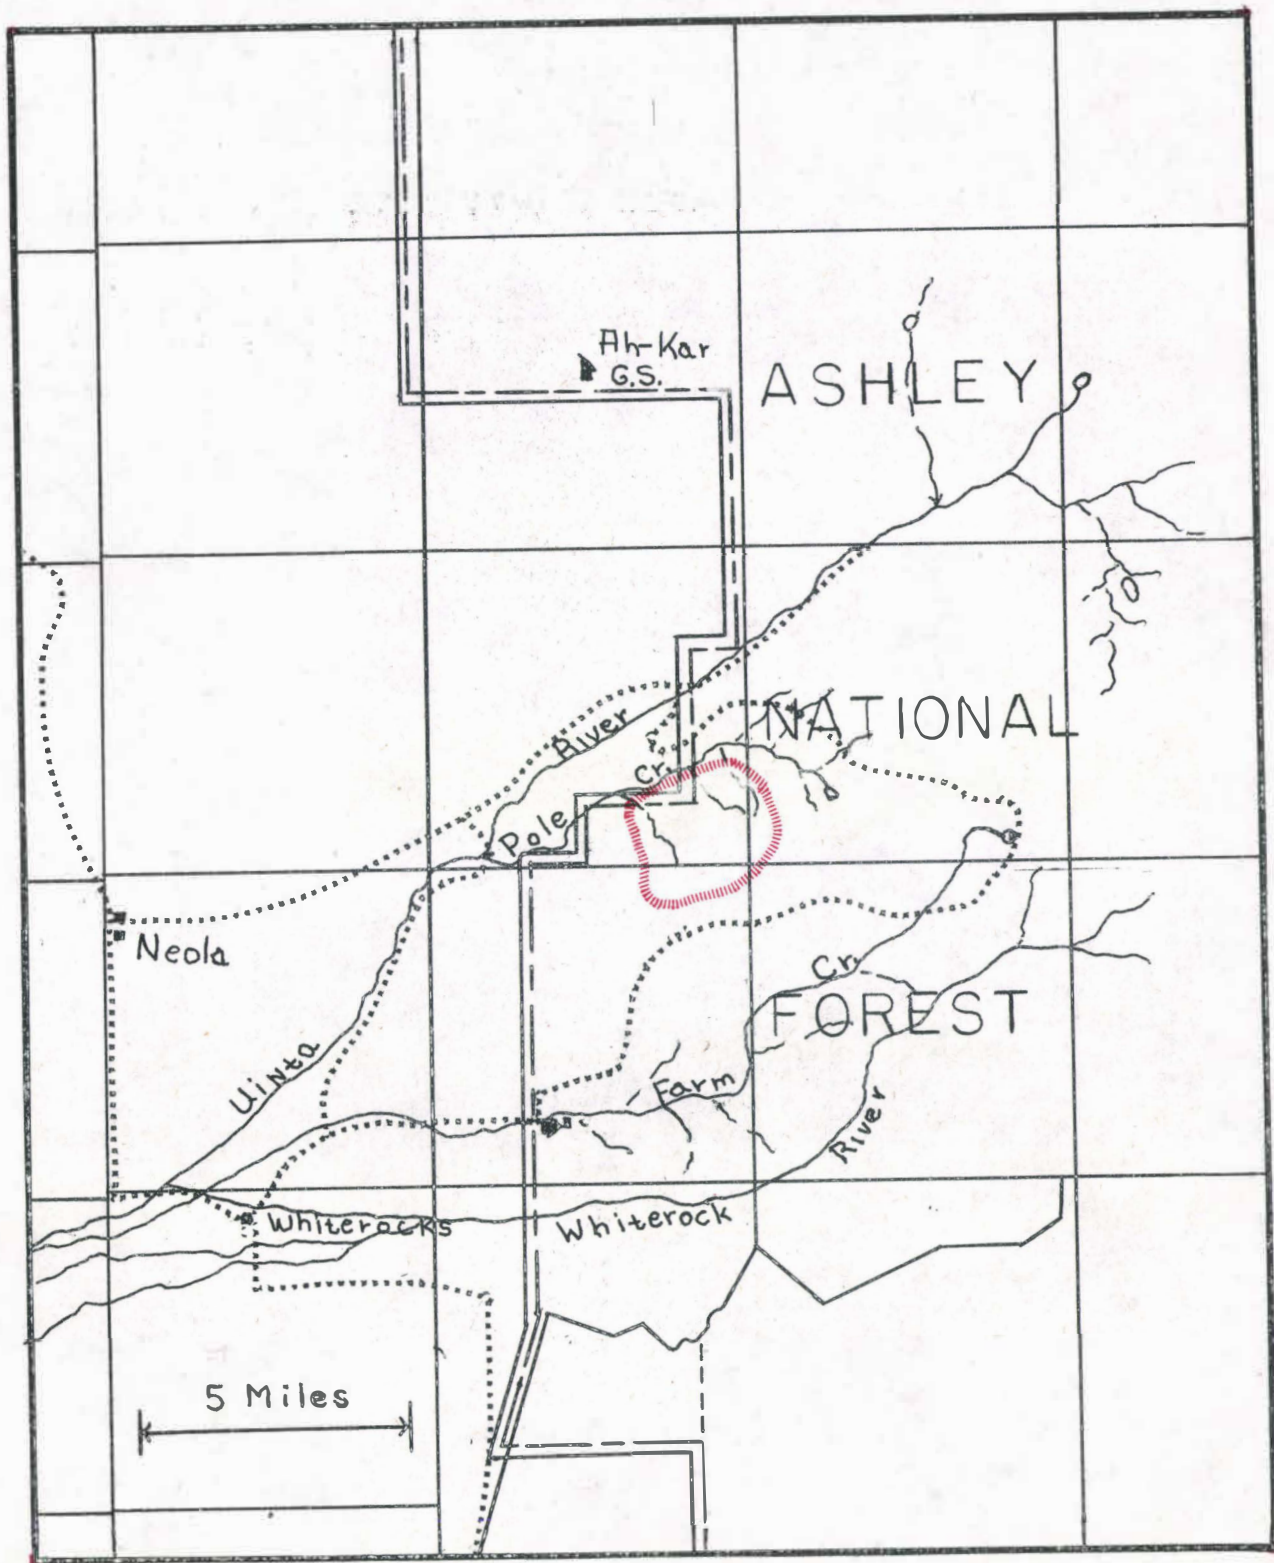 Ah-Kar
G.S.
ASHLEY
River
NATIONAL
Cr.
Pole
Neola
Cr.
FOREST
Uinta
Farm
River
Whiterocks
Whiterock
5 Miles